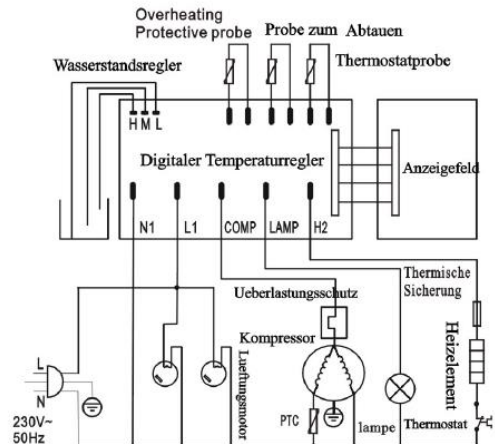 Overheating
Protective probe
Probe zum Abtauen
Thermostatprobe
Wasserstandsregler
H M L
Digitaler Temperaturregler
Anzeigefeld
N1 L1 COMP LAMP H2
Thermische
Sicherung
Ueberlastungsschutz
Kompressor
Lueftungsmotor
Heizelement
L
N
230V~
50Hz
PTC
lampe
Thermostat